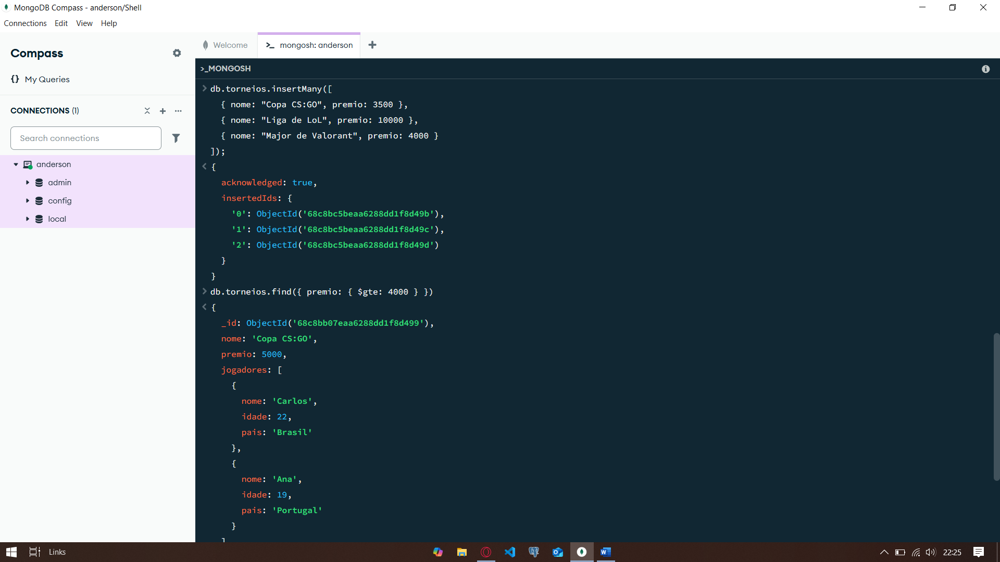 MongoDB Compass - anderson/Shell
Connections Edit View Help
Compass
My Queries
CONNECTIONS (1)
Search connections
anderson
admin
config
local
Welcome
mongosh: anderson
>_MONGOSH
db.torneios.insertMany([
{ nome: "Copa CS:GO", premio: 3500 },
{ nome: "Liga de LoL", premio: 10000 },
{ nome: "Major de Valorant", premio: 4000 }
]);
{
acknowledged: true,
insertedIds: {
'0': ObjectId('68c8bc5beaa6288dd1f8d49b'),
'1': ObjectId('68c8bc5beaa6288dd1f8d49c'),
'2': ObjectId('68c8bc5beaa6288dd1f8d49d')
}
}
db.torneios.find({ premio: { $gte: 4000 } })
{
_id: ObjectId('68c8bb07eaa6288dd1f8d499'),
nome: 'Copa CS:GO',
premio: 5000,
jogadores: [
{
nome: 'Carlos',
idade: 22,
pais: 'Brasil'
},
{
nome: 'Ana',
idade: 19,
pais: 'Portugal'
}
]
Links
22:25